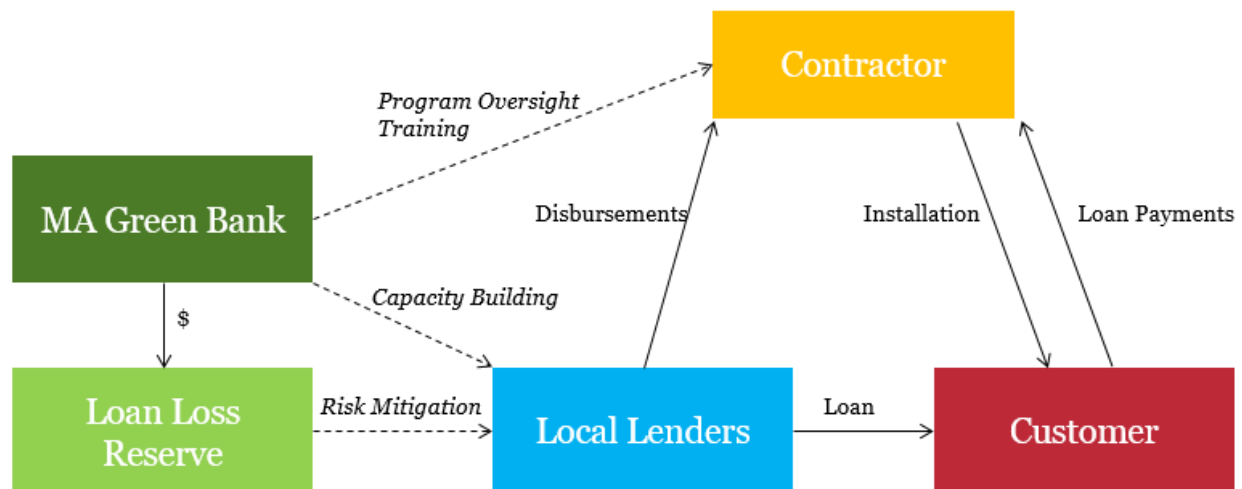 Contractor
Program Oversight
Training
MA Green Bank
Disbursements
Installation
Loan Payments
Capacity Building
$
Loan Loss
Reserve
Risk Mitigation
Local Lenders
Loan
Customer